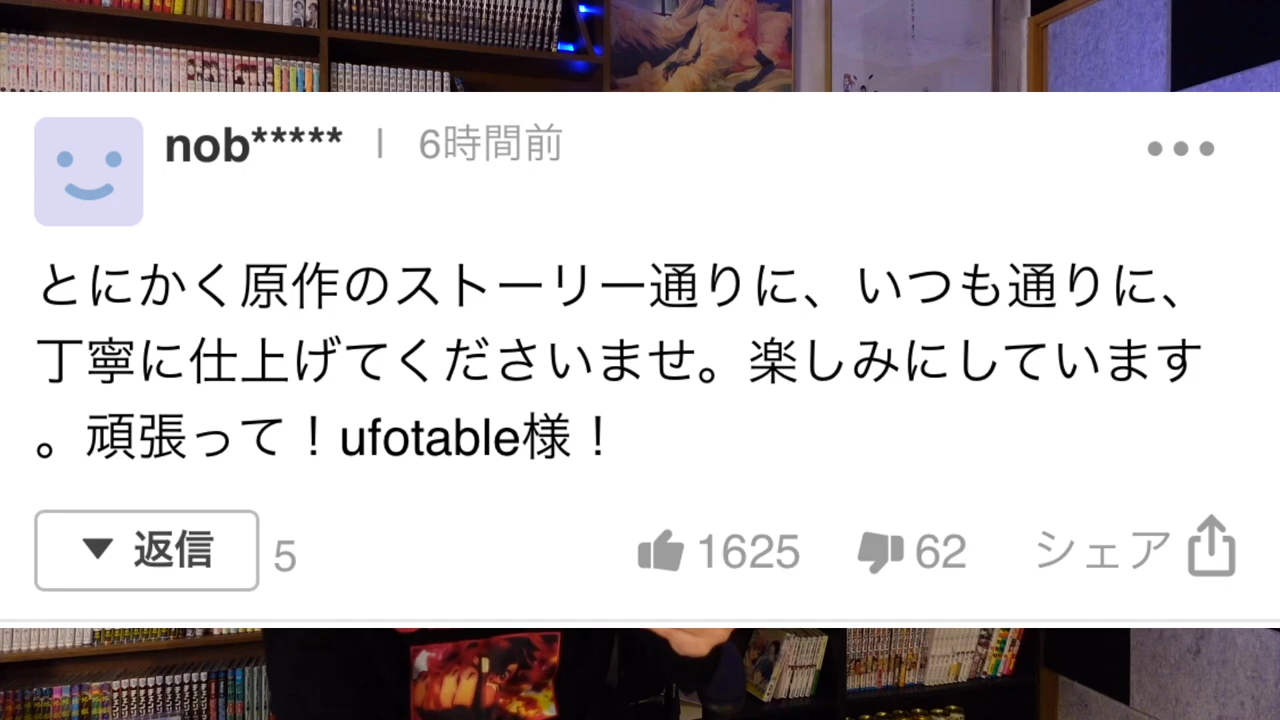 nob***** | 6時間前
とにかく原作のストーリー通りに、いつも通りに、
丁寧に仕上げてくださいませ。楽しみにしています
。頑張って！ufotable様！
返信 5 1625 62 シェア